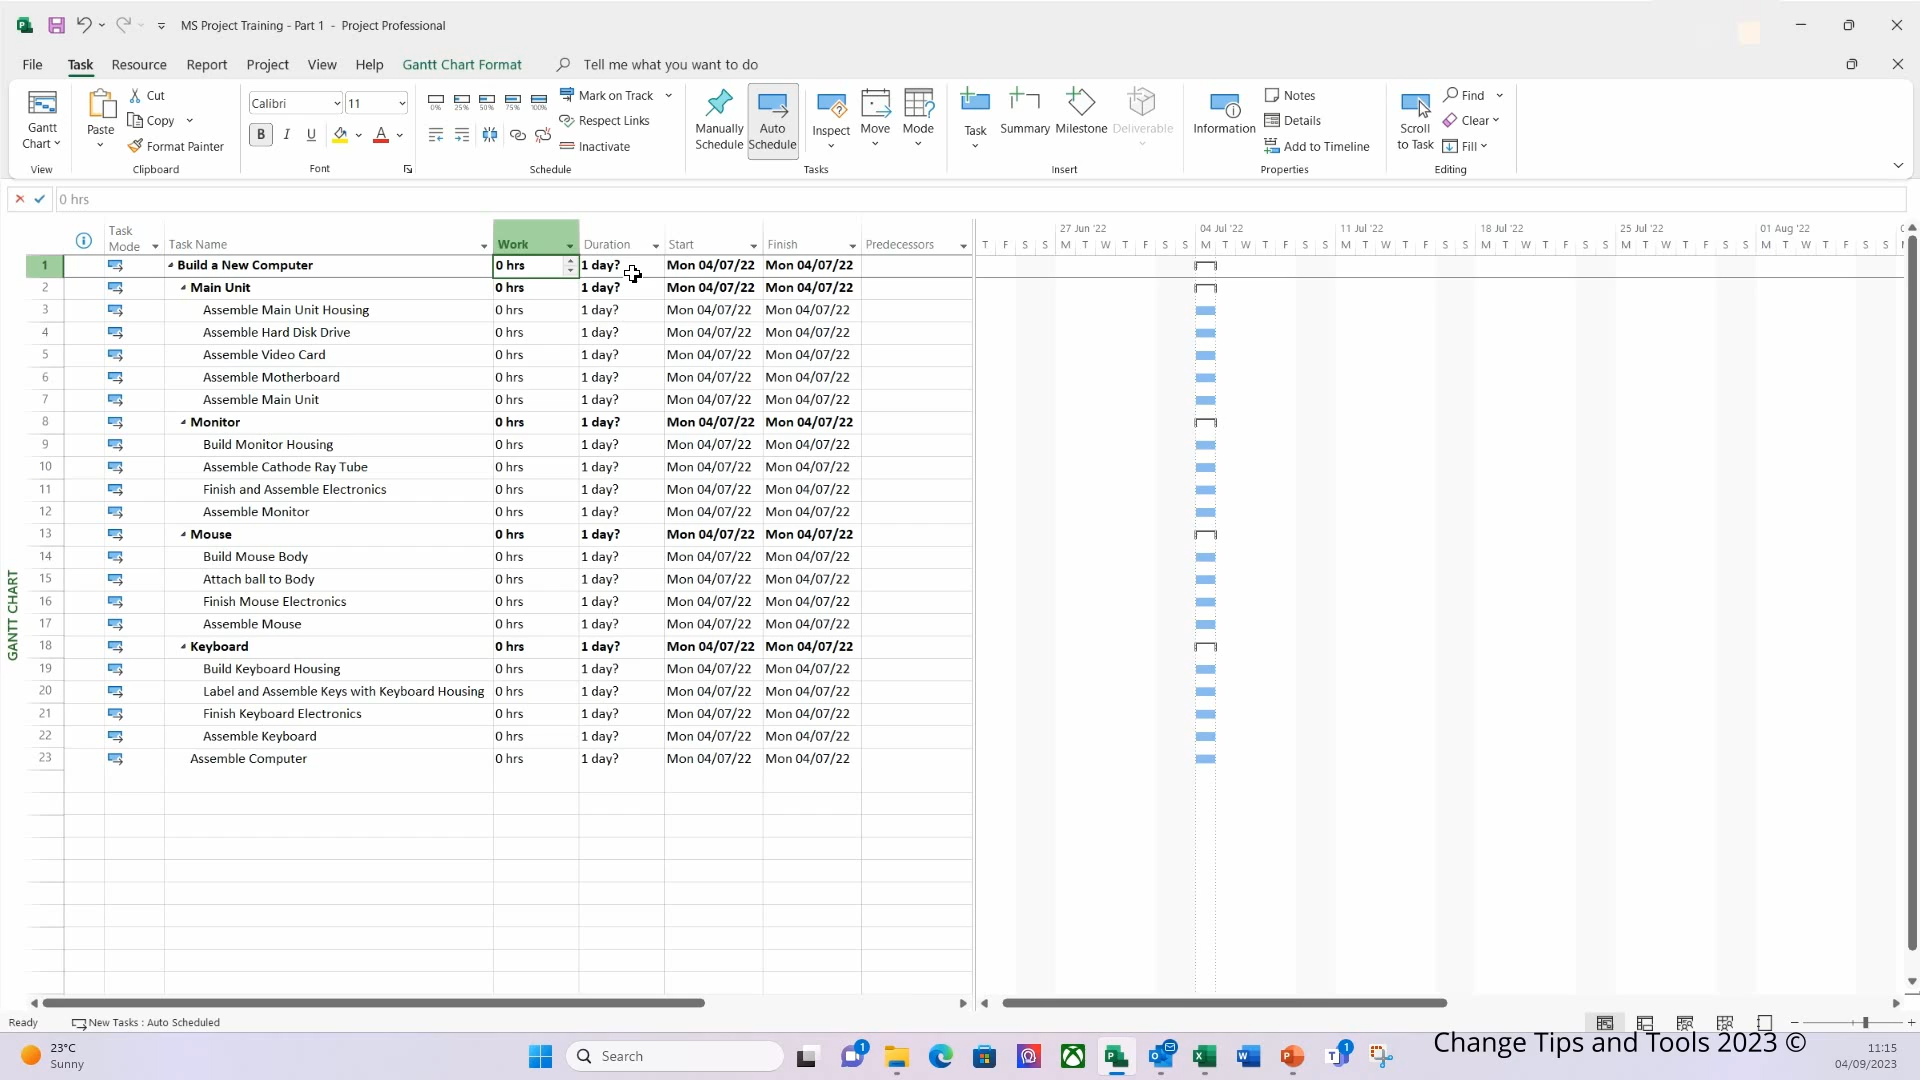 MS Project Training - Part 1 - Project Professional
File Task Resource Report Project View Help Gantt Chart Format Tell me what you want to do
Gantt Chart
View
Paste
Cut
Copy
Format Painter
Clipboard
Calibri 11
B I U A
Font
0% 25% 50% 75% 100%
Mark on Track
Respect Links
Inactivate
Schedule
Manually Schedule
Auto Schedule
Inspect
Move
Mode
Tasks
Task
Summary
Milestone
Deliverable
Insert
Information
Notes
Details
Add to Timeline
Properties
Scroll to Task
Find
Clear
Fill
Editing
0 hrs
Task Mode Task Name Work Duration Start Finish Predecessors
27 Jun '22 04 Jul '22 11 Jul '22 18 Jul '22 25 Jul '22 01 Aug '22
T F S S M T W T F S S M T W T F S S M T W T F S S M T W T F S S M T W T F S S M T W T F S S
1 Build a New Computer 0 hrs 1 day? Mon 04/07/22 Mon 04/07/22
2 Main Unit 0 hrs 1 day? Mon 04/07/22 Mon 04/07/22
3 Assemble Main Unit Housing 0 hrs 1 day? Mon 04/07/22 Mon 04/07/22
4 Assemble Hard Disk Drive 0 hrs 1 day? Mon 04/07/22 Mon 04/07/22
5 Assemble Video Card 0 hrs 1 day? Mon 04/07/22 Mon 04/07/22
6 Assemble Motherboard 0 hrs 1 day? Mon 04/07/22 Mon 04/07/22
7 Assemble Main Unit 0 hrs 1 day? Mon 04/07/22 Mon 04/07/22
8 Monitor 0 hrs 1 day? Mon 04/07/22 Mon 04/07/22
9 Build Monitor Housing 0 hrs 1 day? Mon 04/07/22 Mon 04/07/22
10 Assemble Cathode Ray Tube 0 hrs 1 day? Mon 04/07/22 Mon 04/07/22
11 Finish and Assemble Electronics 0 hrs 1 day? Mon 04/07/22 Mon 04/07/22
12 Assemble Monitor 0 hrs 1 day? Mon 04/07/22 Mon 04/07/22
13 Mouse 0 hrs 1 day? Mon 04/07/22 Mon 04/07/22
14 Build Mouse Body 0 hrs 1 day? Mon 04/07/22 Mon 04/07/22
15 Attach ball to Body 0 hrs 1 day? Mon 04/07/22 Mon 04/07/22
16 Finish Mouse Electronics 0 hrs 1 day? Mon 04/07/22 Mon 04/07/22
17 Assemble Mouse 0 hrs 1 day? Mon 04/07/22 Mon 04/07/22
18 Keyboard 0 hrs 1 day? Mon 04/07/22 Mon 04/07/22
19 Build Keyboard Housing 0 hrs 1 day? Mon 04/07/22 Mon 04/07/22
20 Label and Assemble Keys with Keyboard Housing 0 hrs 1 day? Mon 04/07/22 Mon 04/07/22
21 Finish Keyboard Electronics 0 hrs 1 day? Mon 04/07/22 Mon 04/07/22
22 Assemble Keyboard 0 hrs 1 day? Mon 04/07/22 Mon 04/07/22
23 Assemble Computer 0 hrs 1 day? Mon 04/07/22 Mon 04/07/22
GANTT CHART
Ready New Tasks : Auto Scheduled
Change Tips and Tools 2023 ©
23°C
Sunny
Search
1
1
11:15
04/09/2023